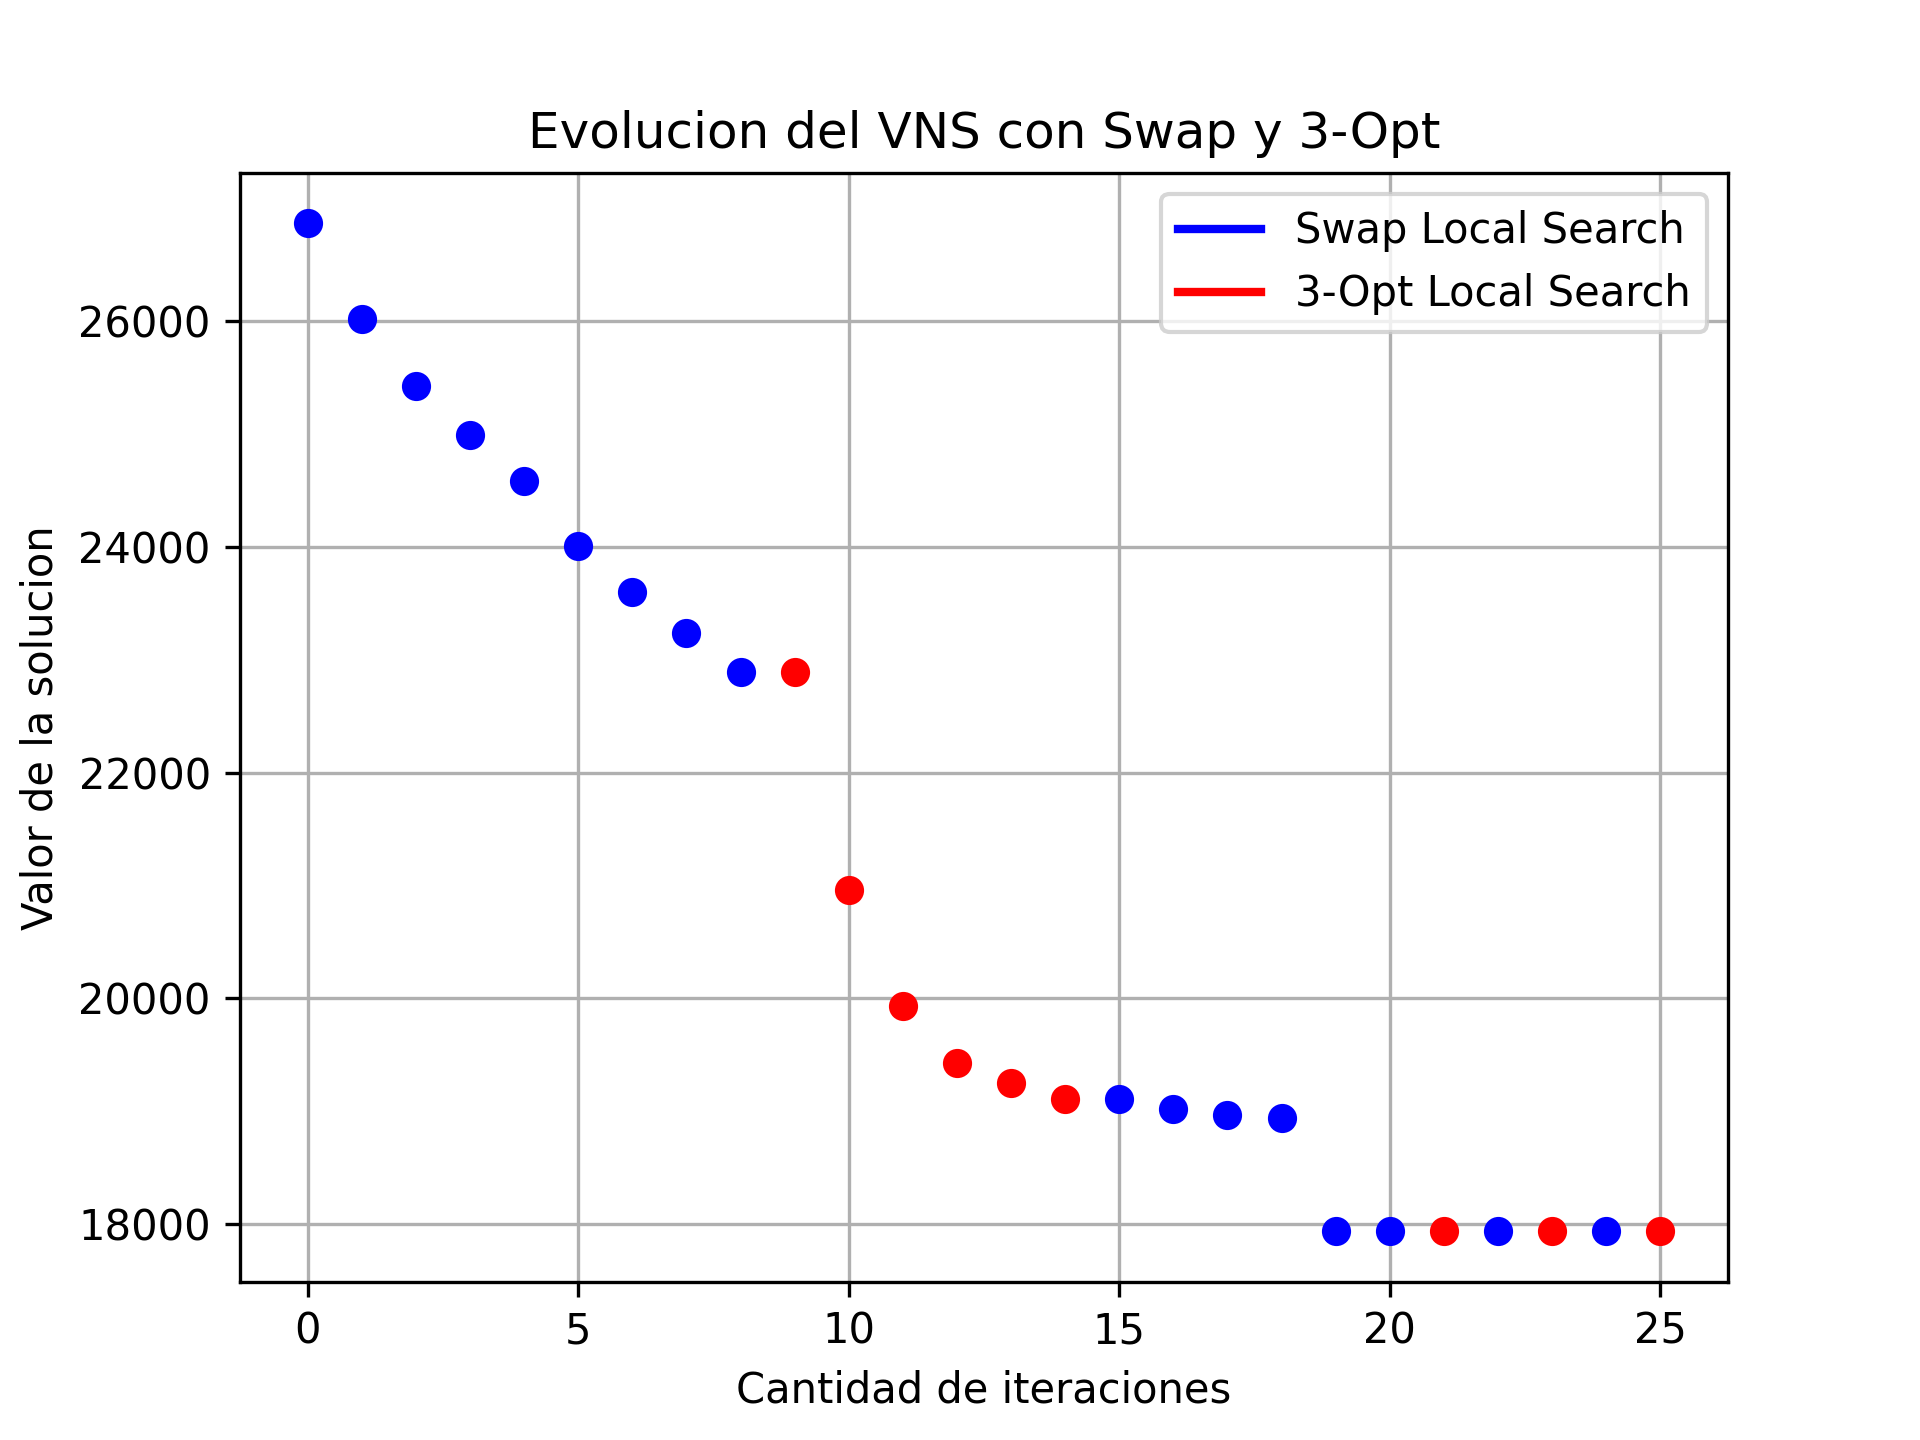 Evolucion del VNS con Swap y 3-Opt
Swap Local Search
3-Opt Local Search
Valor de la solucion
26000
24000
22000
20000
18000
0 5 10 15 20 25
Cantidad de iteraciones